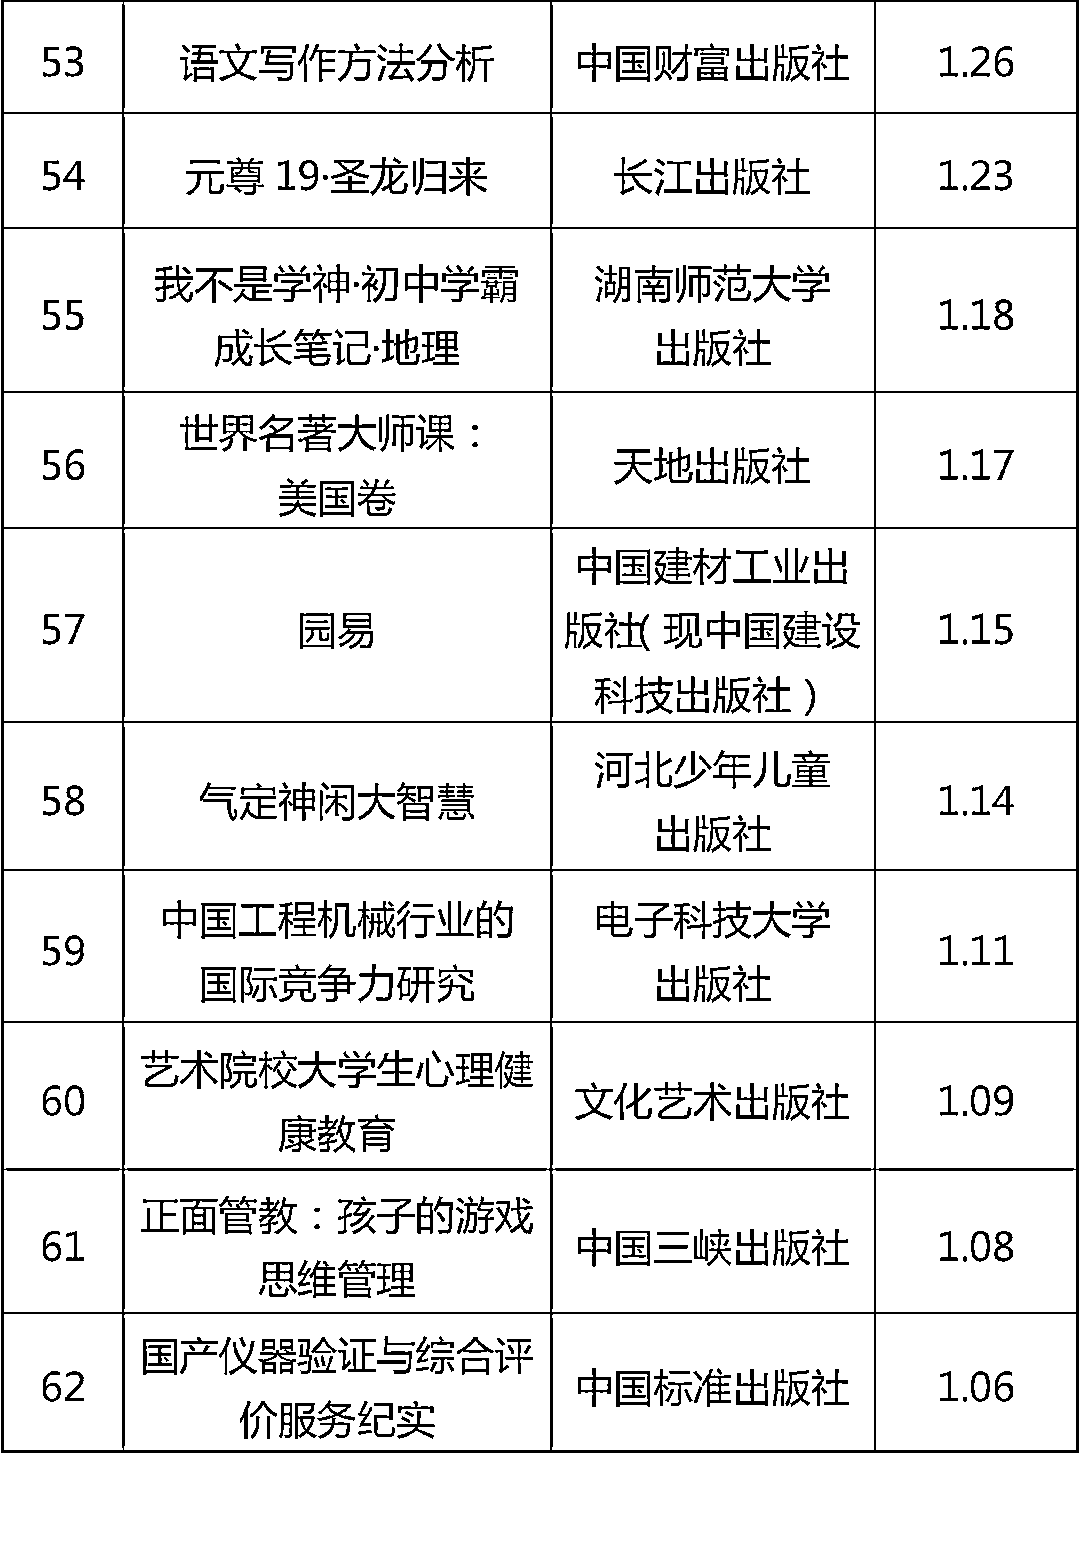 53 语文写作方法分析 中国财富出版社 1.26
54 元尊 19·圣龙归来 长江出版社 1.23
55 我不是学神·初中学霸 湖南师范大学 1.18
成长笔记·地理 出版社
56 世界名著大师课： 天地出版社 1.17
美国卷
57 园易 中国建材工业出 1.15
版社（现中国建设
科技出版社）
58 气定神闲大智慧 河北少年儿童 1.14
出版社
59 中国工程机械行业的 电子科技大学 1.11
国际竞争力研究 出版社
60 艺术院校大学生心理健 文化艺术出版社 1.09
康教育
61 正面管教：孩子的游戏 中国三峡出版社 1.08
思维管理
62 国产仪器验证与综合评 中国标准出版社 1.06
价服务纪实